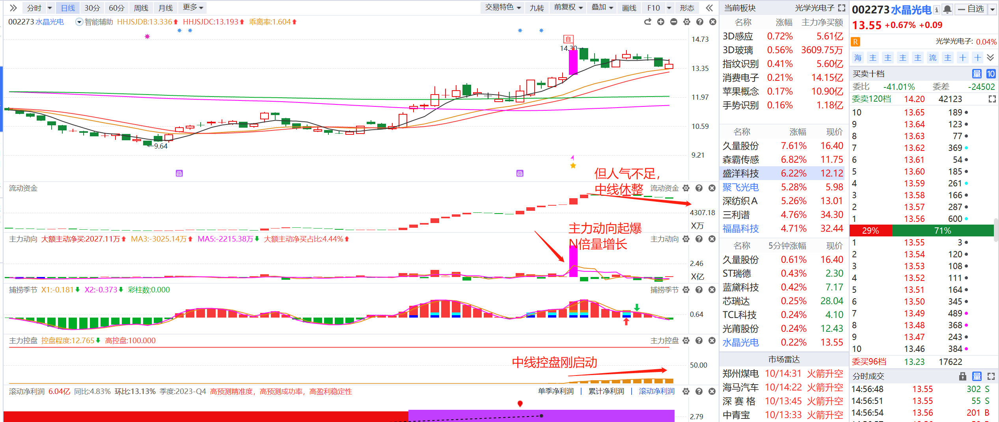 分时 日线 30分 60分 周线 月线 更多 交易特色 九转 前复权 叠加 画线 F10 形态
002273 水晶光电 智能辅助 HHJSJDB:13.336 HHJSJDC:13.193 乖离率:1.604
14.73
自
14.30
13.35
11.97
10.59
9.64
9.21
叠 叠
但人气不足，
中线休整
流动资金 流动资金
4307.18
X万
主力动向起爆
N倍量增长
主力动向 大额主动净买:2027.11万 MA3:-3025.14万 MA5:-2215.38万 大额主动净买占比:4.44% 主力动向
2.46
X亿
捕捞季节 X1:-0.181 X2:-0.373 彩柱数:0.000 捕捞季节
0.64
主力控盘 控盘程度:12.765 高控盘:100.000 主力控盘
中线控盘刚启动
50.00
滚动净利润 6.04亿 同比:4.83% 环比:13.13% 季度:2023-Q4 高预测精准度，高预测成功率，高盈利稳定性 单季净利润 累计净利润 滚动净利润
2.79
当前板块 光学光电子
名称 涨幅 主力净买额
3D感应 0.72% 5.61亿
3D玻璃 0.56% 3609.75万
指纹识别 0.41% 5.60亿
消费电子 0.21% 14.15亿
苹果概念 0.17% 10.90亿
手势识别 0.16% 1.18亿
名称 涨幅 现价
久量股份 7.61% 16.40
森霸传感 6.82% 11.75
盛洋科技 6.22% 12.12
聚飞光电 5.28% 5.98
深纺织A 5.26% 13.01
三利谱 4.76% 34.30
福晶科技 4.71% 32.44
名称 5分钟涨幅 现价
久量股份 0.61% 16.40
ST瑞德 0.43% 2.30
蓝黛科技 0.42% 7.17
芯瑞达 0.25% 28.04
TCL科技 0.24% 4.10
光莆股份 0.24% 12.43
水晶光电 0.22% 13.55
市场雷达
郑州煤电 10/14:31 火箭升空
海马汽车 10/14:22 火箭升空
深 赛 格 10/13:45 火箭升空
中青宝 10/13:33 火箭升空
002273 水晶光电 自选
13.55 +0.67% +0.09
R 光学光电子: 0.04%
海 主 主 主 主 流 主 十 十
买卖十档 量 10
委比 -41.01% 委差 -24502
委卖120档 14.20 42123
10 13.65 189
9 13.64 123
8 13.63 77
7 13.62 369
6 13.61 54
5 13.60 185
4 13.59 261
3 13.58 166
2 13.57 287
1 13.56 600
29% 71%
1 13.55 3
2 13.54 120
3 13.53 108
4 13.52 111
5 13.51 164
6 13.50 345
7 13.49 489
8 13.48 368
9 13.47 243
10 13.46 384
委买96档 13.23 17622
分时成交 量
14:56:48 13.55 302 S
14:56:51 13.55 55 S
14:56:54 13.56 201 B